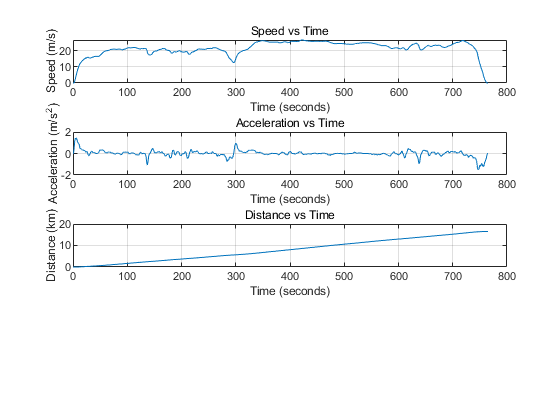 Speed vs Time
Speed (m/s)
20
10
0
0 100 200 300 400 500 600 700 800
Time (seconds)
Acceleration vs Time
Acceleration (m/s²)
2
0
-2
0 100 200 300 400 500 600 700 800
Time (seconds)
Distance vs Time
Distance (km)
20
10
0
0 100 200 300 400 500 600 700 800
Time (seconds)